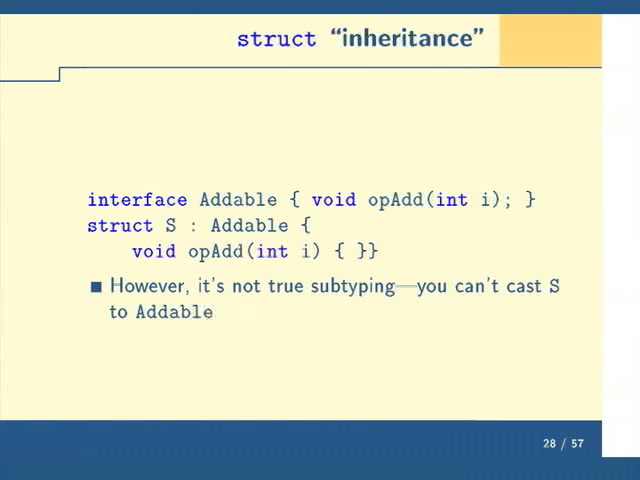 struct “inheritance”
interface Addable { void opAdd(int i); }
struct S : Addable {
void opAdd(int i) { }}
■ However, it's not true subtyping—you can't cast S
to Addable
28 / 57